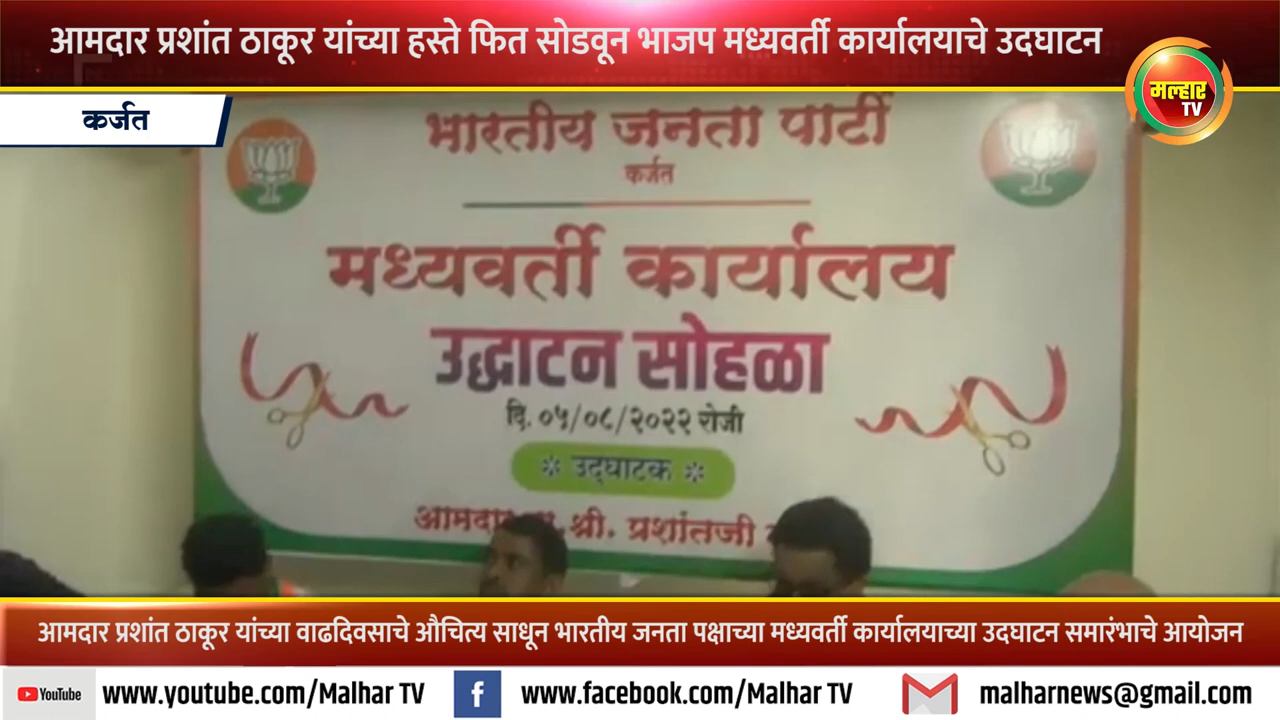 आमदार प्रशांत ठाकूर यांच्या हस्ते फित सोडवून भाजप मध्यवर्ती कार्यालयाचे उदघाटन
मल्हार
TV
कर्जत
भारतीय जनता पार्टी
कर्जत
मध्यवर्ती कार्यालय
उद्घाटन सोहळा
दि. ०५/०८/२०२२ रोजी
* उद्‌घाटक *
श्री. प्रशांतजी
आमदार प्रशांत ठाकूर यांच्या वाढदिवसाचे औचित्य साधून भारतीय जनता पक्षाच्या मध्यवर्ती कार्यालयाच्या उदघाटन समारंभाचे आयोजन
YouTube www.youtube.com/Malhar TV f www.facebook.com/Malhar TV malharnews@gmail.com